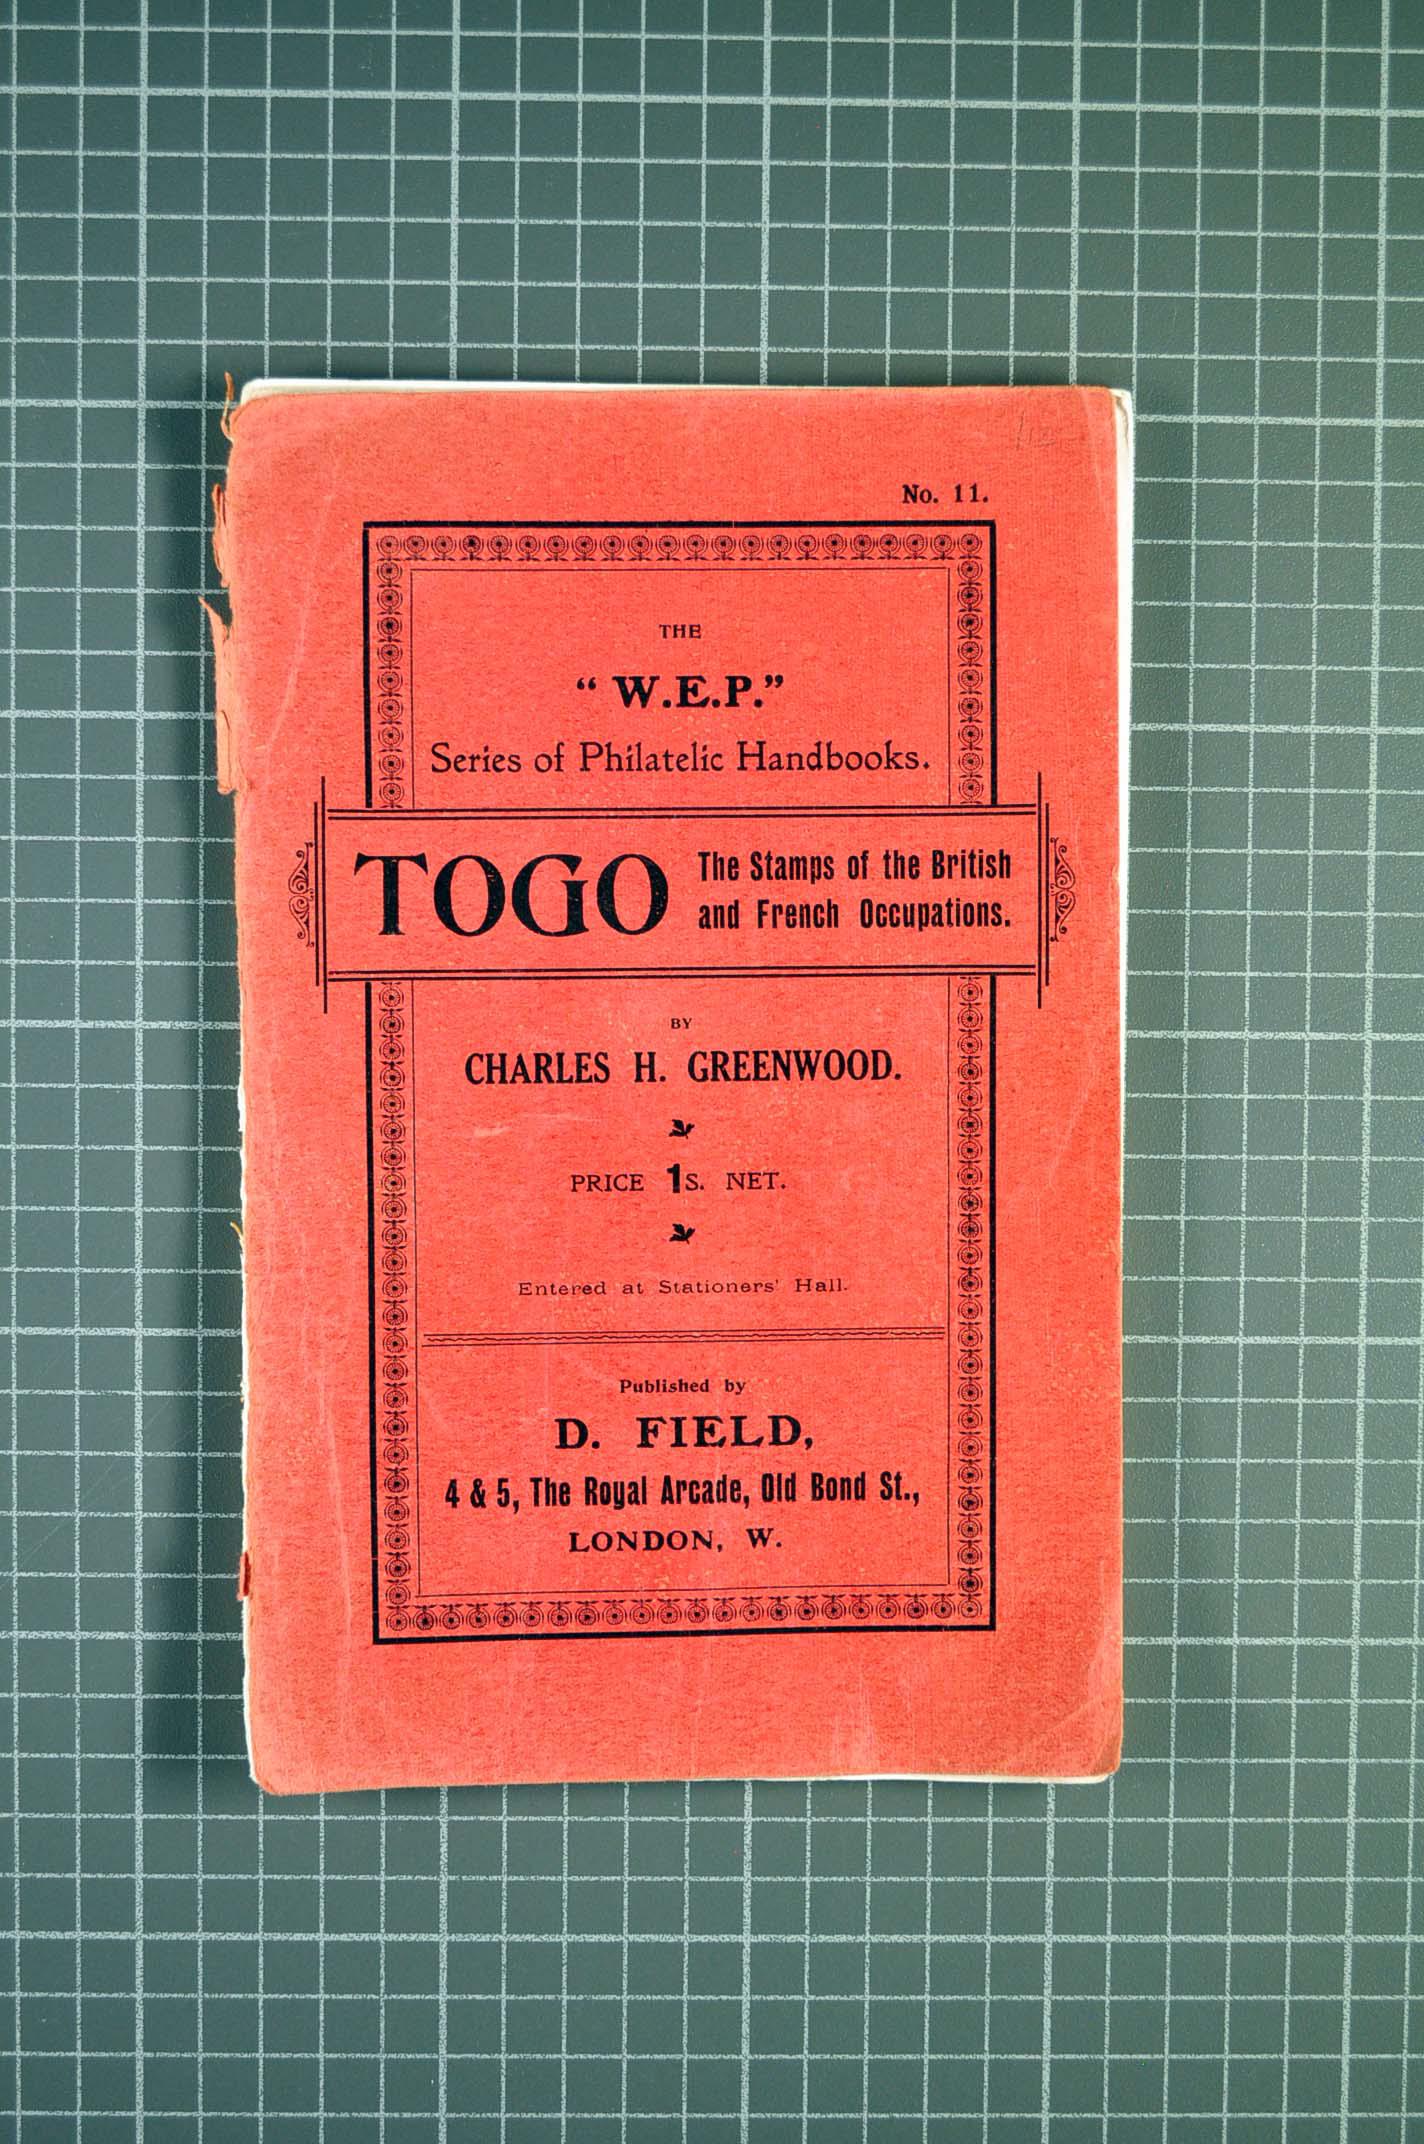 No. 11.
THE
"W.E.P."
Series of Philatelic Handbooks.
TOGO
The Stamps of the British
and French Occupations.
BY
CHARLES H. GREENWOOD.
PRICE 1S. NET.
Entered at Stationers' Hall.
Published by
D. FIELD,
4 & 5, The Royal Arcade, Old Bond St.,
LONDON, W.